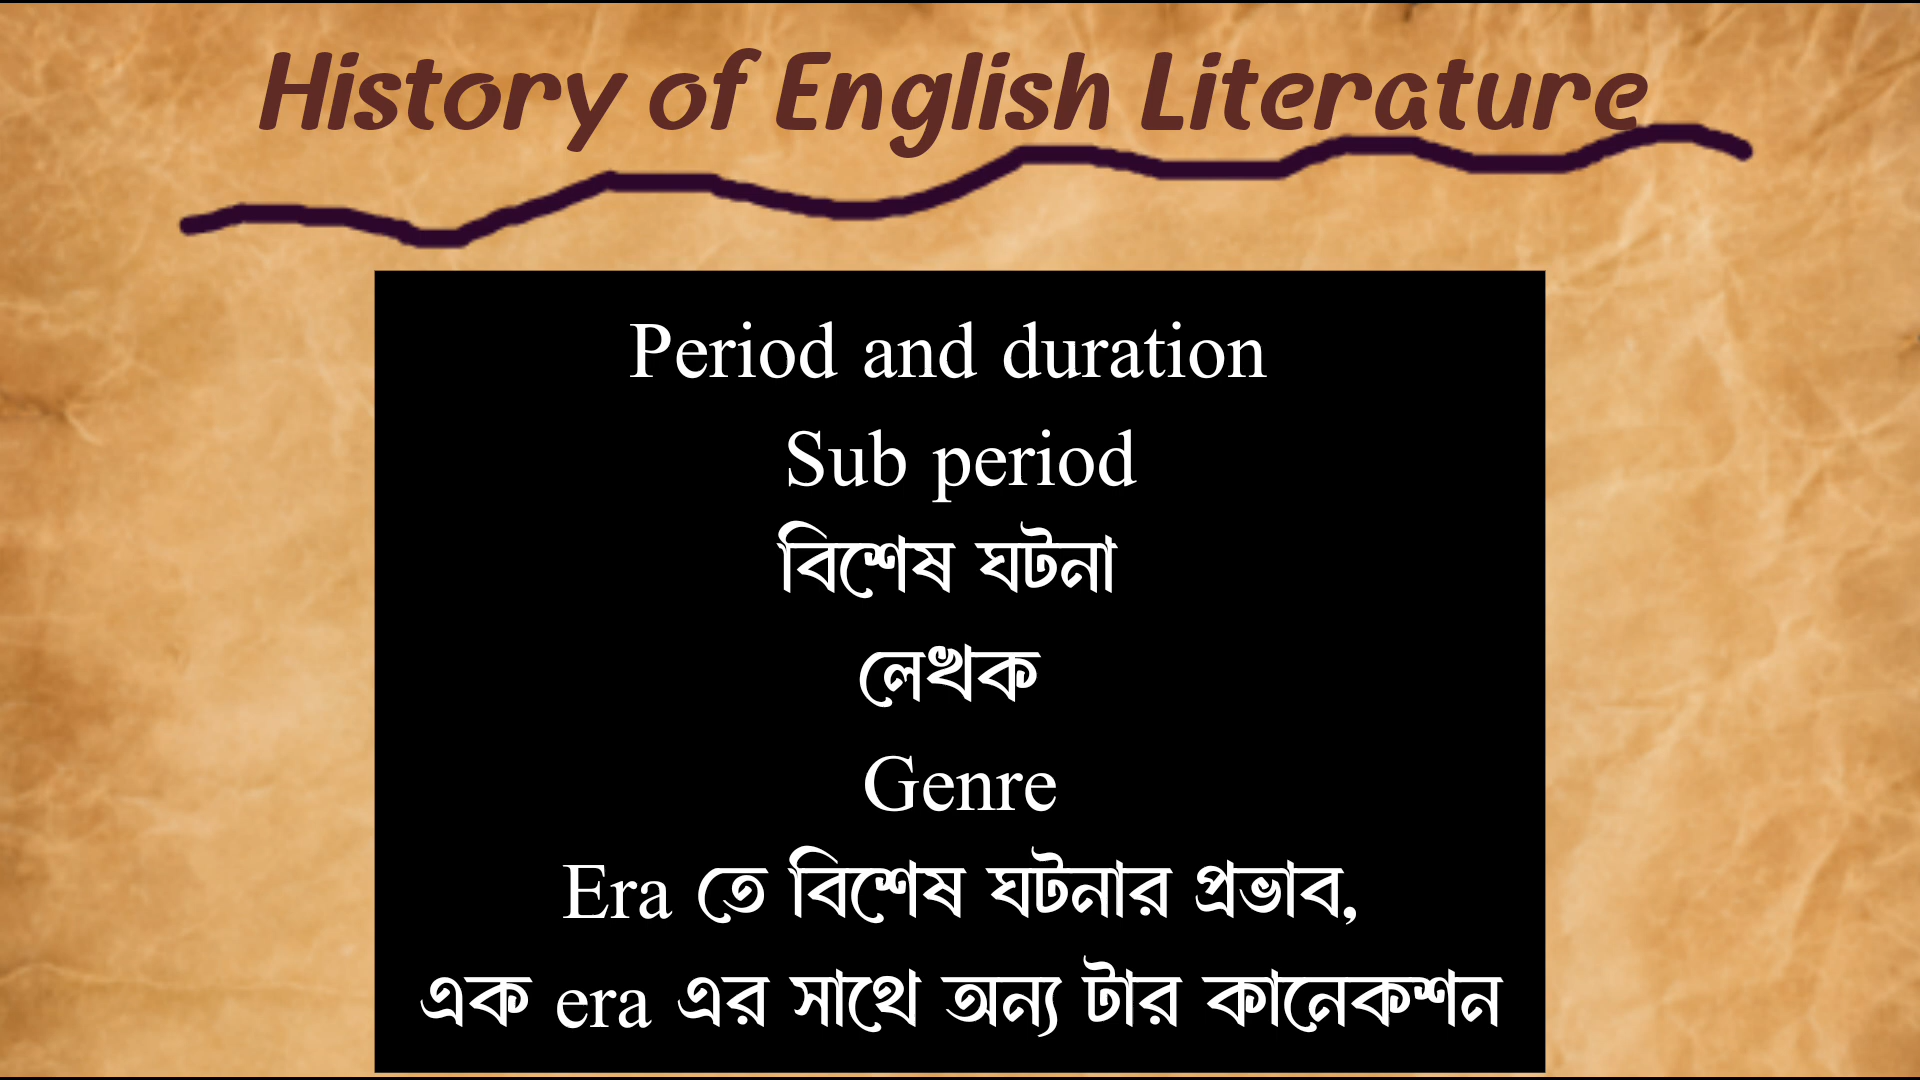 History of English Literature
Period and duration
Sub period
বিশেষ ঘটনা
লেখক
Genre
Era তে বিশেষ ঘটনার প্রভাব,
এক era এর সাথে অন্য টার কানেকশন